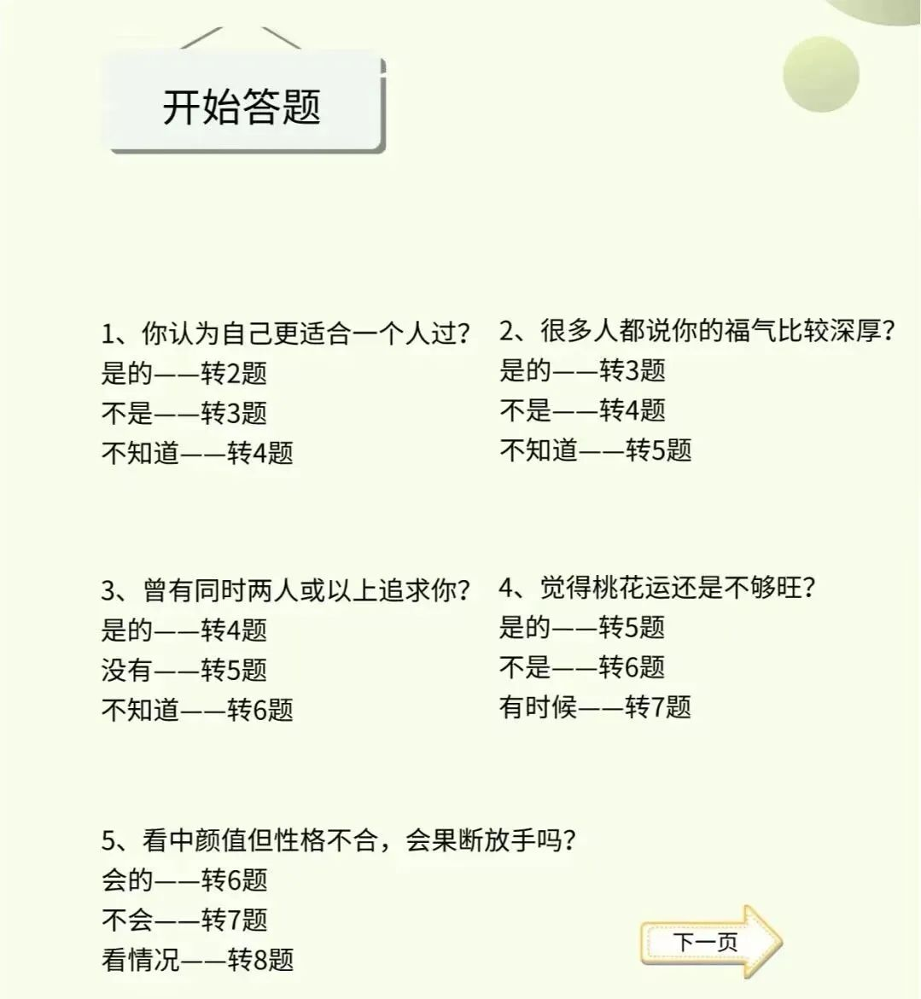 开始答题
1、你认为自己更适合一个人过？
是的——转2题
不是——转3题
不知道——转4题
2、很多人都说你的福气比较深厚？
是的——转3题
不是——转4题
不知道——转5题
3、曾有同时两人或以上追求你？
是的——转4题
没有——转5题
不知道——转6题
4、觉得桃花运还是不够旺？
是的——转5题
不是——转6题
有时候——转7题
5、看中颜值但性格不合，会果断放手吗？
会的——转6题
不会——转7题
看情况——转8题
下一页